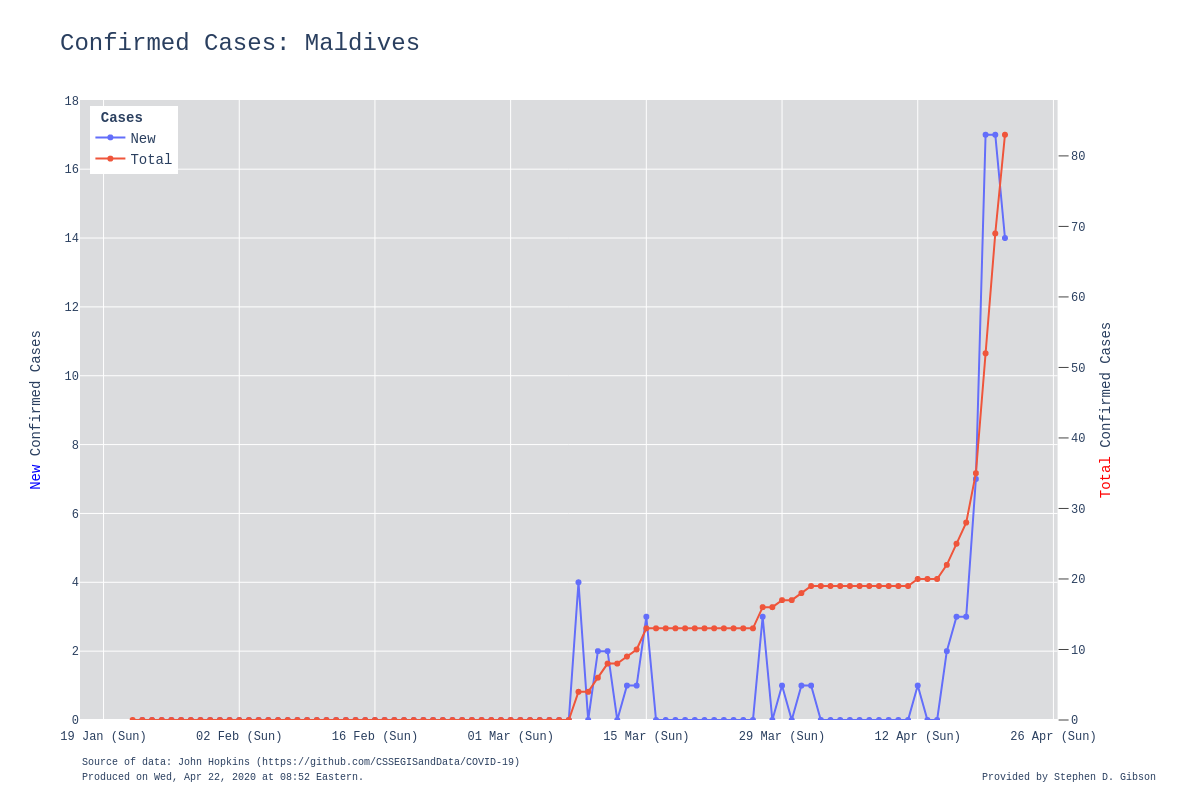 Confirmed Cases: Maldives
Cases
New
Total
18
16
14
12
10
8
6
4
2
0
New Confirmed Cases
80
70
60
50
40
30
20
10
0
Total Confirmed Cases
19 Jan (Sun) 02 Feb (Sun) 16 Feb (Sun) 01 Mar (Sun) 15 Mar (Sun) 29 Mar (Sun) 12 Apr (Sun) 26 Apr (Sun)
Source of data: John Hopkins (https://github.com/CSSEGISandData/COVID-19)
Produced on Wed, Apr 22, 2020 at 08:52 Eastern.
Provided by Stephen D. Gibson